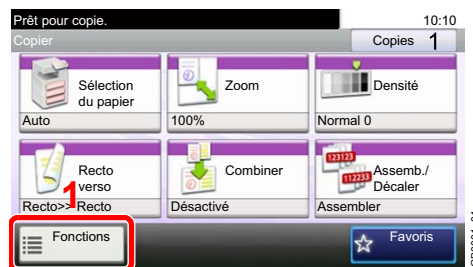 Prêt pour copie.
10:10
Copier
Copies 1
Sélection
du papier
Auto
Zoom
100%
Densité
Normal 0
Recto
verso
Recto>> Recto
1
Combiner
Désactivé
123123
112233
Assemb./
Décaler
Assembler
Fonctions
Favoris